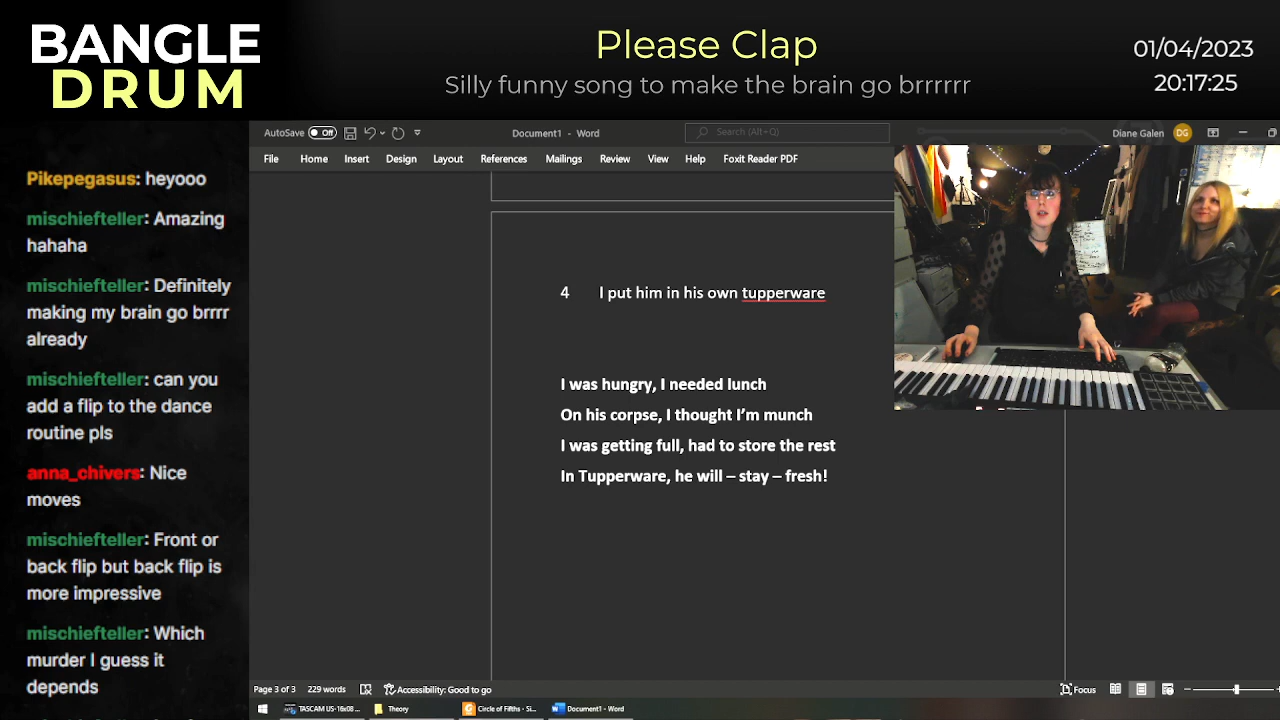 BANGLE
DRUM
Please Clap
Silly funny song to make the brain go brrrrrr
01/04/2023
20:17:25
Pikepegasus: heyooo
mischiefteller: Amazing
hahaha
mischiefteller: Definitely
making my brain go brrrr
already
mischiefteller: can you
add a flip to the dance
routine pls
anna_chivers: Nice
moves
mischiefteller: Front or
back flip but back flip is
more impressive
mischiefteller: Which
murder I guess it
depends
AutoSave Off
Document1 - Word
Search (Alt+Q)
Diane Galen DG
File Home Insert Design Layout References Mailings Review View Help Foxit Reader PDF
4 I put him in his own tupperware
I was hungry, I needed lunch
On his corpse, I thought I’m munch
I was getting full, had to store the rest
In Tupperware, he will – stay – fresh!
Page 3 of 3 229 words Accessibility: Good to go Focus
TASCAM US-16x08 ... Theory Circle of Fifths - Si... Document1 - Word